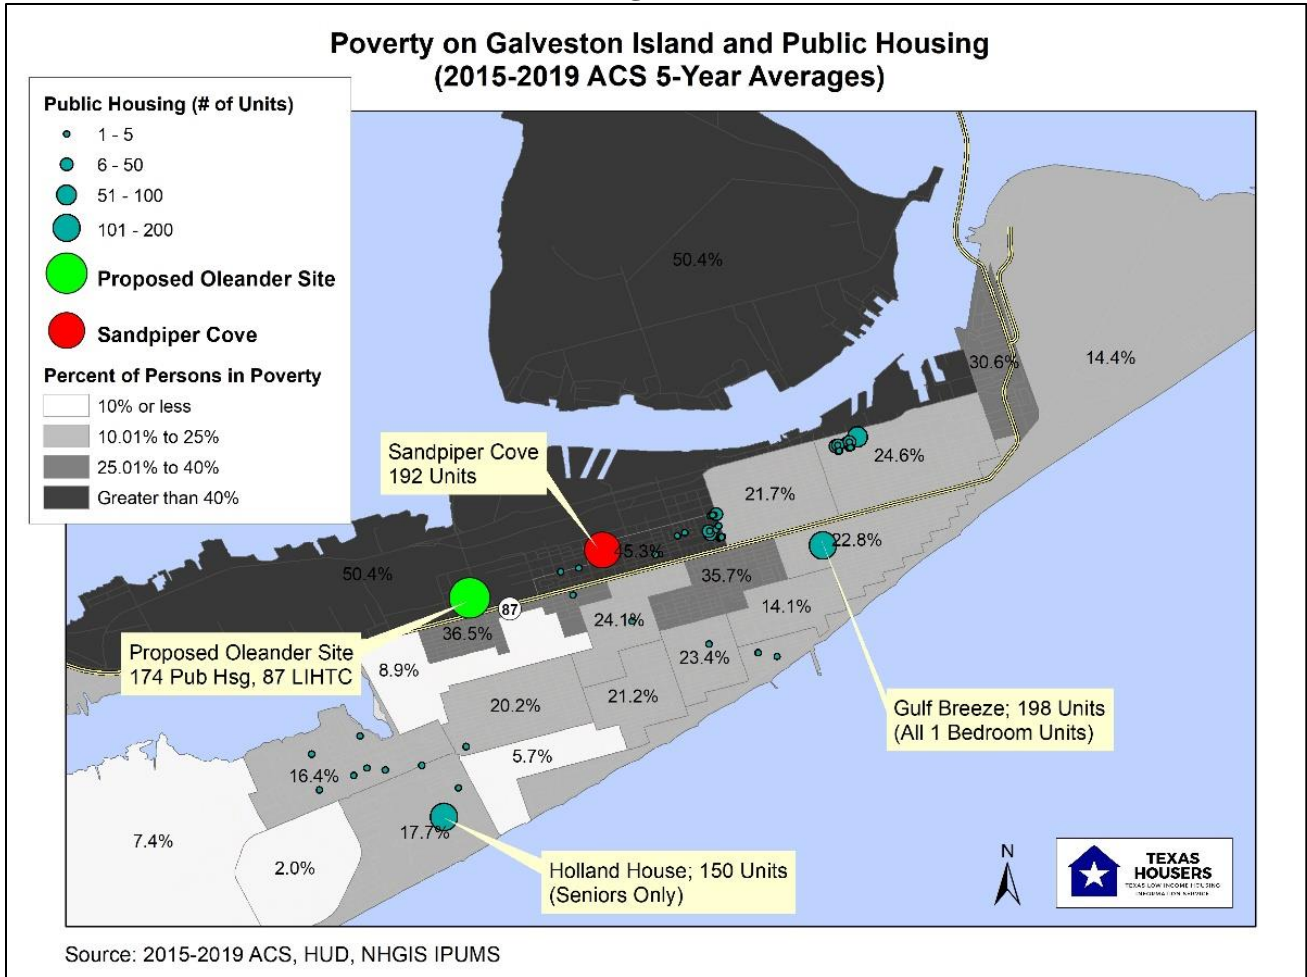 Poverty on Galveston Island and Public Housing
(2015-2019 ACS 5-Year Averages)
Public Housing (# of Units)
1 - 5
6 - 50
51 - 100
101 - 200
Proposed Oleander Site
Sandpiper Cove
Percent of Persons in Poverty
10% or less
10.01% to 25%
25.01% to 40%
Greater than 40%
50.4%
30.6%
14.4%
Sandpiper Cove
192 Units
24.6%
21.7%
45.3%
22.8%
50.4%
35.7%
87
14.1%
36.5%
24.1%
Proposed Oleander Site
174 Pub Hsg, 87 LIHTC
8.9%
23.4%
21.2%
20.2%
Gulf Breeze; 198 Units
(All 1 Bedroom Units)
5.7%
16.4%
17.7%
7.4%
2.0%
Holland House; 150 Units
(Seniors Only)
N
TEXAS
HOUSERS
TEXAS LOW INCOME HOUSING
INFORMATION SERVICE
Source: 2015-2019 ACS, HUD, NHGIS IPUMS